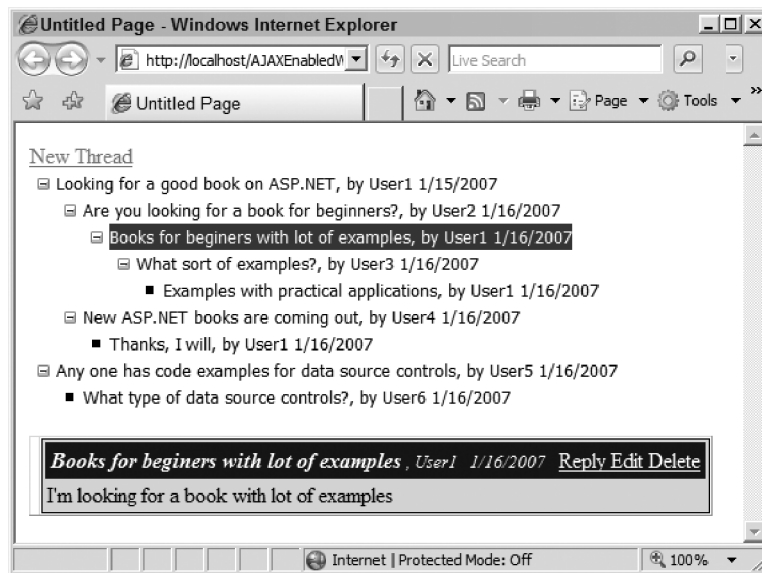 Untitled Page - Windows Internet Explorer
http://localhost/AJAXEnabledW
Live Search
Untitled Page
Page
Tools
»
New Thread
Looking for a good book on ASP.NET, by User1 1/15/2007
Are you looking for a book for beginners?, by User2 1/16/2007
Books for beginers with lot of examples, by User1 1/16/2007
What sort of examples?, by User3 1/16/2007
Examples with practical applications, by User1 1/16/2007
New ASP.NET books are coming out, by User4 1/16/2007
Thanks, I will, by User1 1/16/2007
Any one has code examples for data source controls, by User5 1/16/2007
What type of data source controls?, by User6 1/16/2007
Books for beginers with lot of examples , User1 1/16/2007 Reply Edit Delete
I'm looking for a book with lot of examples
Internet | Protected Mode: Off
100%